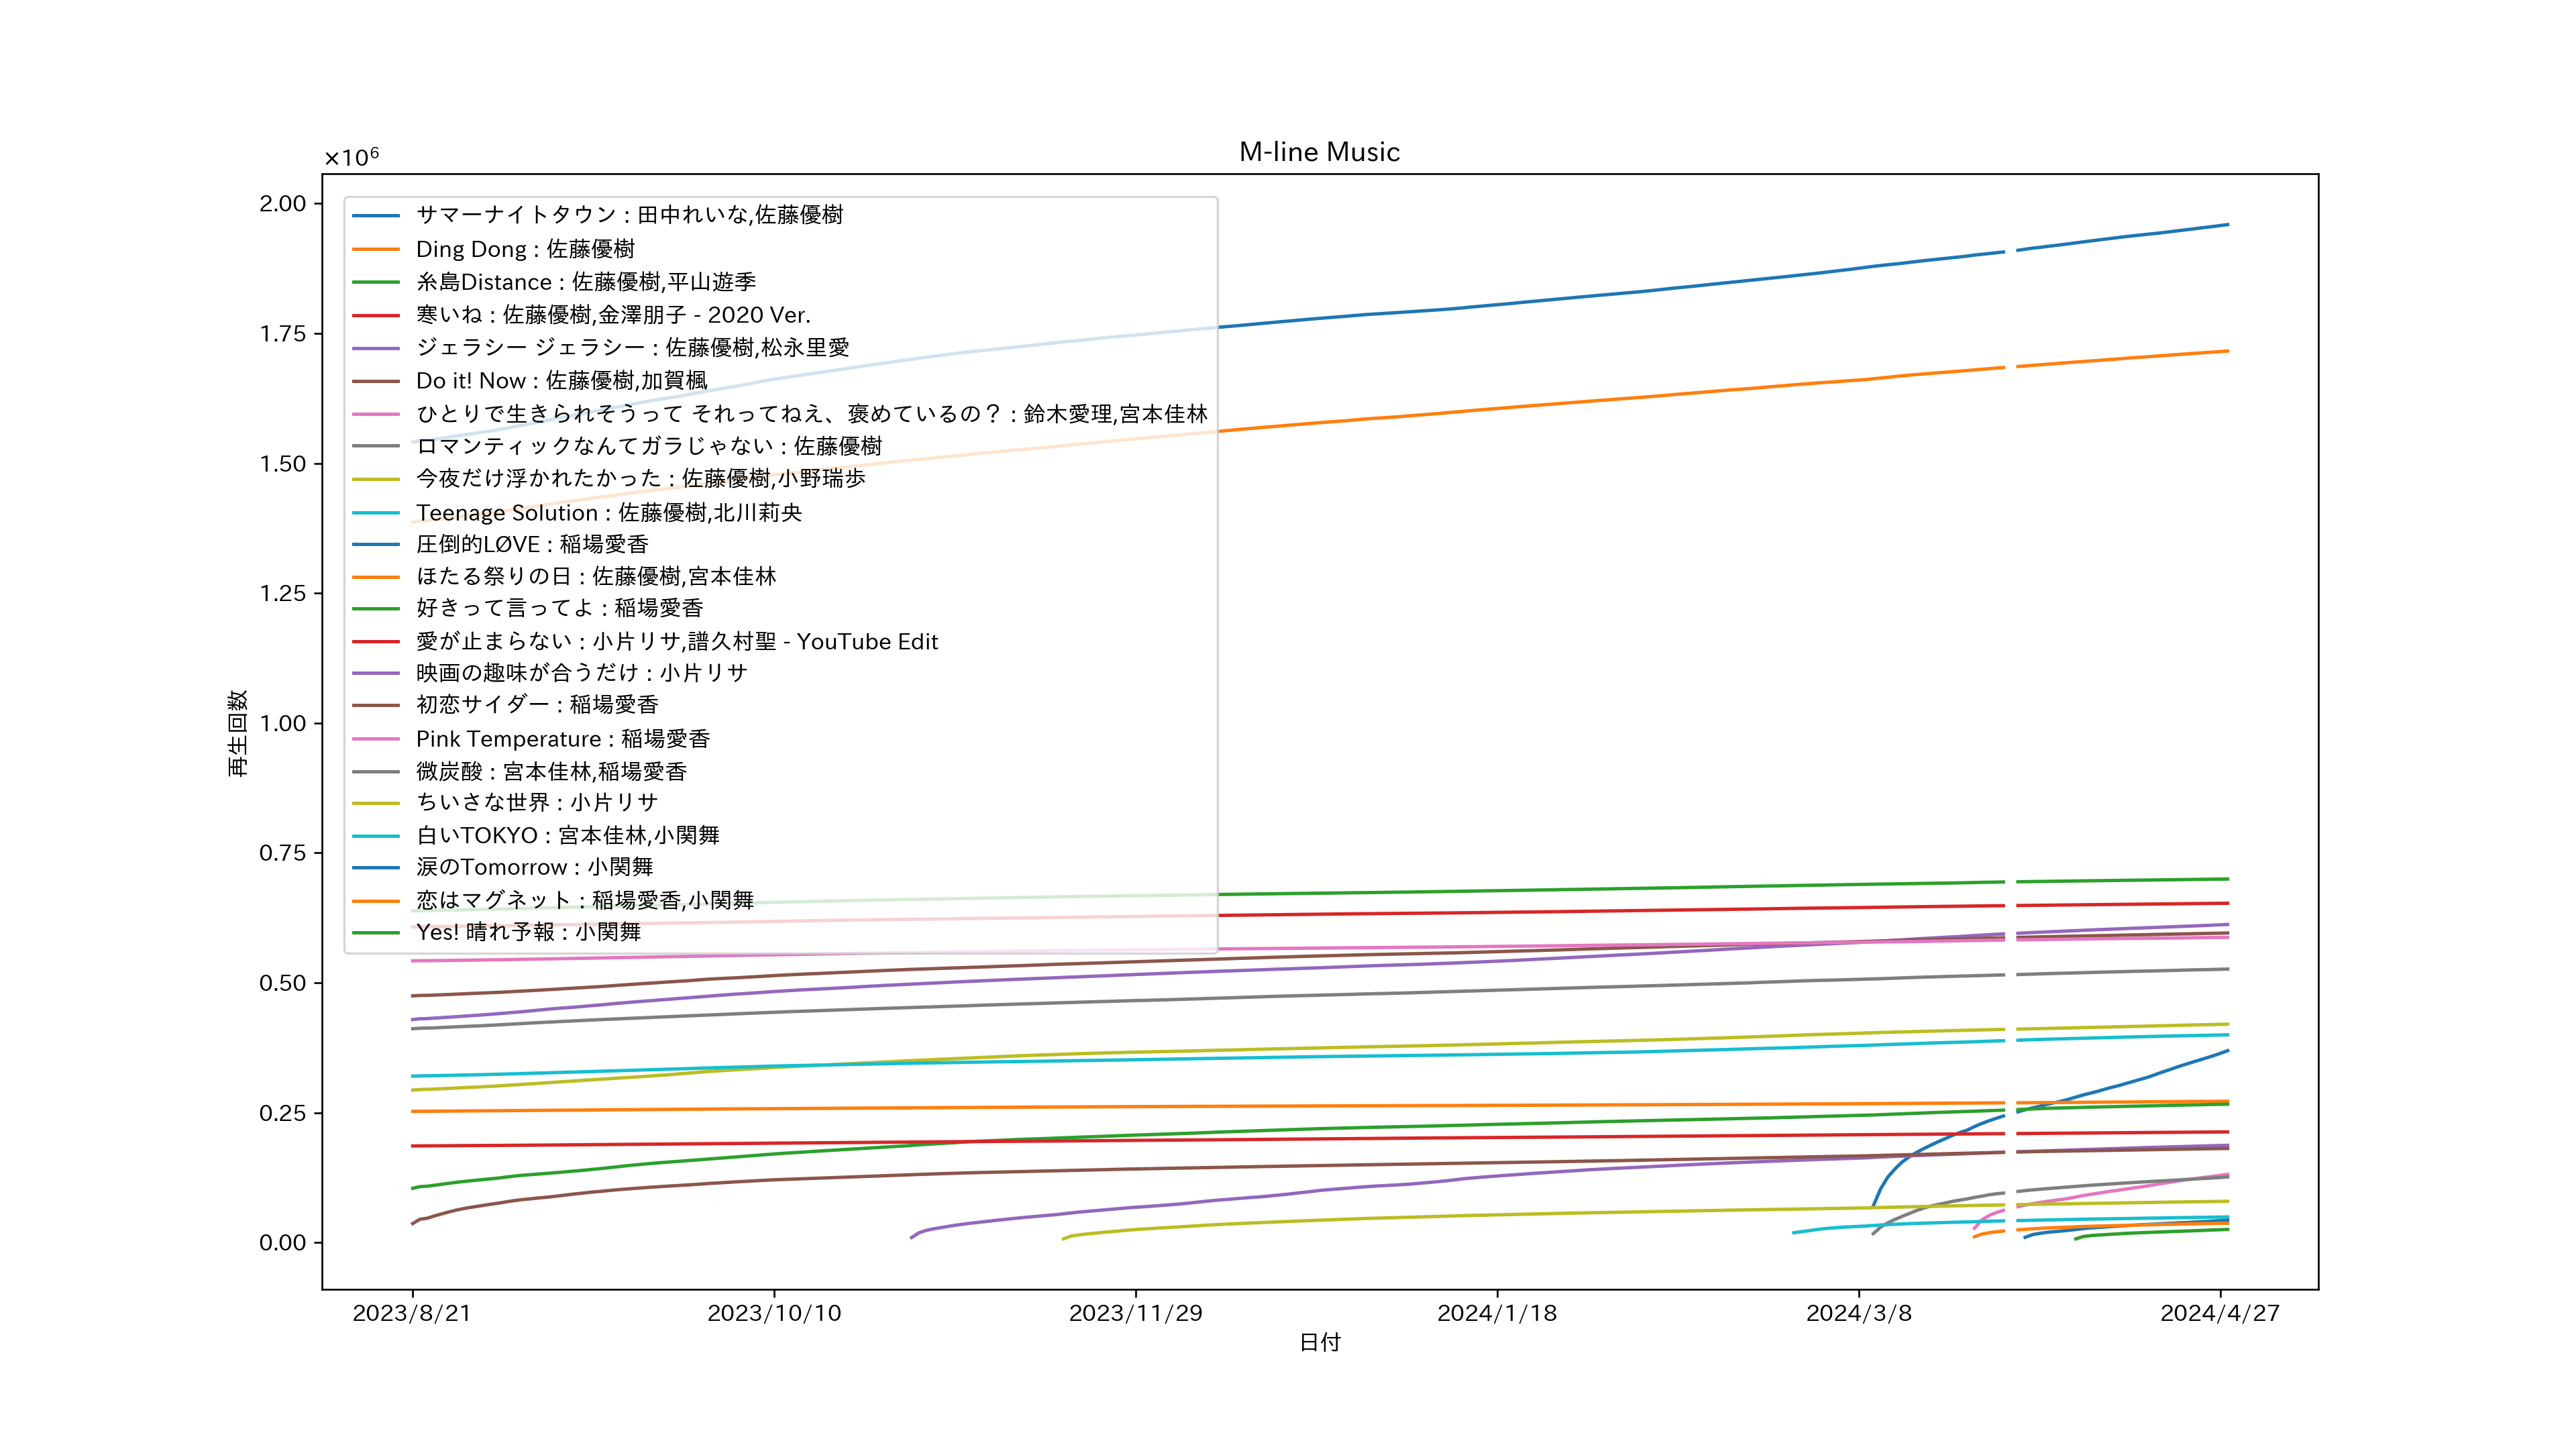 M-line Music
×10⁶
2.00
1.75
1.50
1.25
1.00
0.75
0.50
0.25
0.00
再生回数
サマーナイトタウン : 田中れいな,佐藤優樹
Ding Dong : 佐藤優樹
糸島Distance : 佐藤優樹,平山遊季
寒いね : 佐藤優樹,金澤朋子 - 2020 Ver.
ジェラシー ジェラシー : 佐藤優樹,松永里愛
Do it! Now : 佐藤優樹,加賀楓
ひとりで生きられそうって それってねえ、褒めているの？ : 鈴木愛理,宮本佳林
ロマンティックなんてガラじゃない : 佐藤優樹
今夜だけ浮かれたかった : 佐藤優樹,小野瑞歩
Teenage Solution : 佐藤優樹,北川莉央
圧倒的LØVE : 稲場愛香
ほたる祭りの日 : 佐藤優樹,宮本佳林
好きって言ってよ : 稲場愛香
愛が止まらない : 小片リサ,譜久村聖 - YouTube Edit
映画の趣味が合うだけ : 小片リサ
初恋サイダー : 稲場愛香
Pink Temperature : 稲場愛香
微炭酸 : 宮本佳林,稲場愛香
ちいさな世界 : 小片リサ
白いTOKYO : 宮本佳林,小関舞
涙のTomorrow : 小関舞
恋はマグネット : 稲場愛香,小関舞
Yes! 晴れ予報 : 小関舞
2023/8/21
2023/10/10
2023/11/29
2024/1/18
2024/3/8
2024/4/27
日付